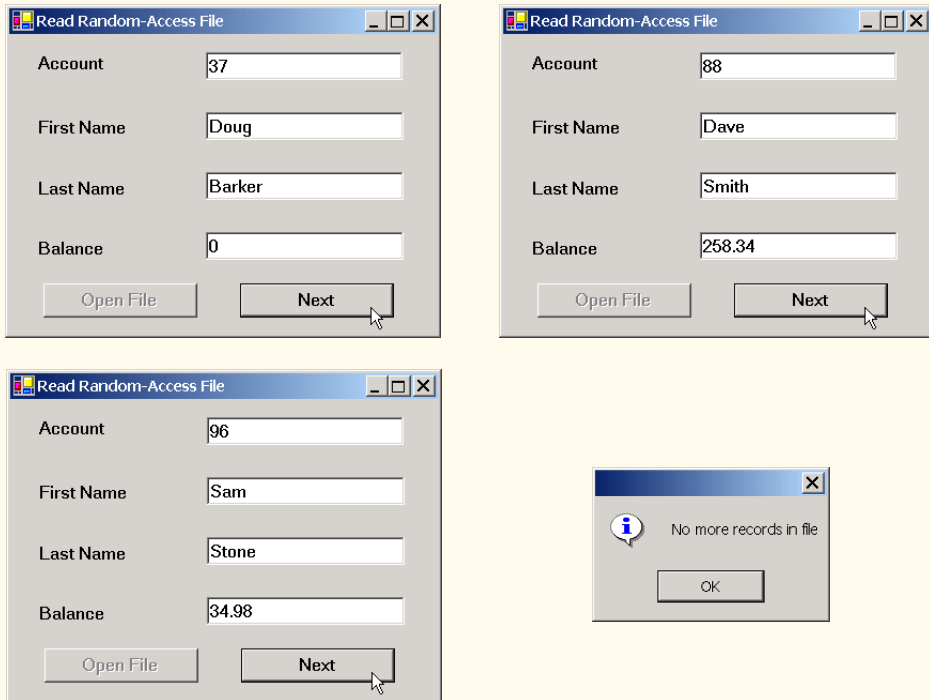 Read Random-Access File
Account 37
First Name Doug
Last Name Barker
Balance 0
Open File Next
Read Random-Access File
Account 88
First Name Dave
Last Name Smith
Balance 258.34
Open File Next
Read Random-Access File
Account 96
First Name Sam
Last Name Stone
Balance 34.98
Open File Next
No more records in file
OK